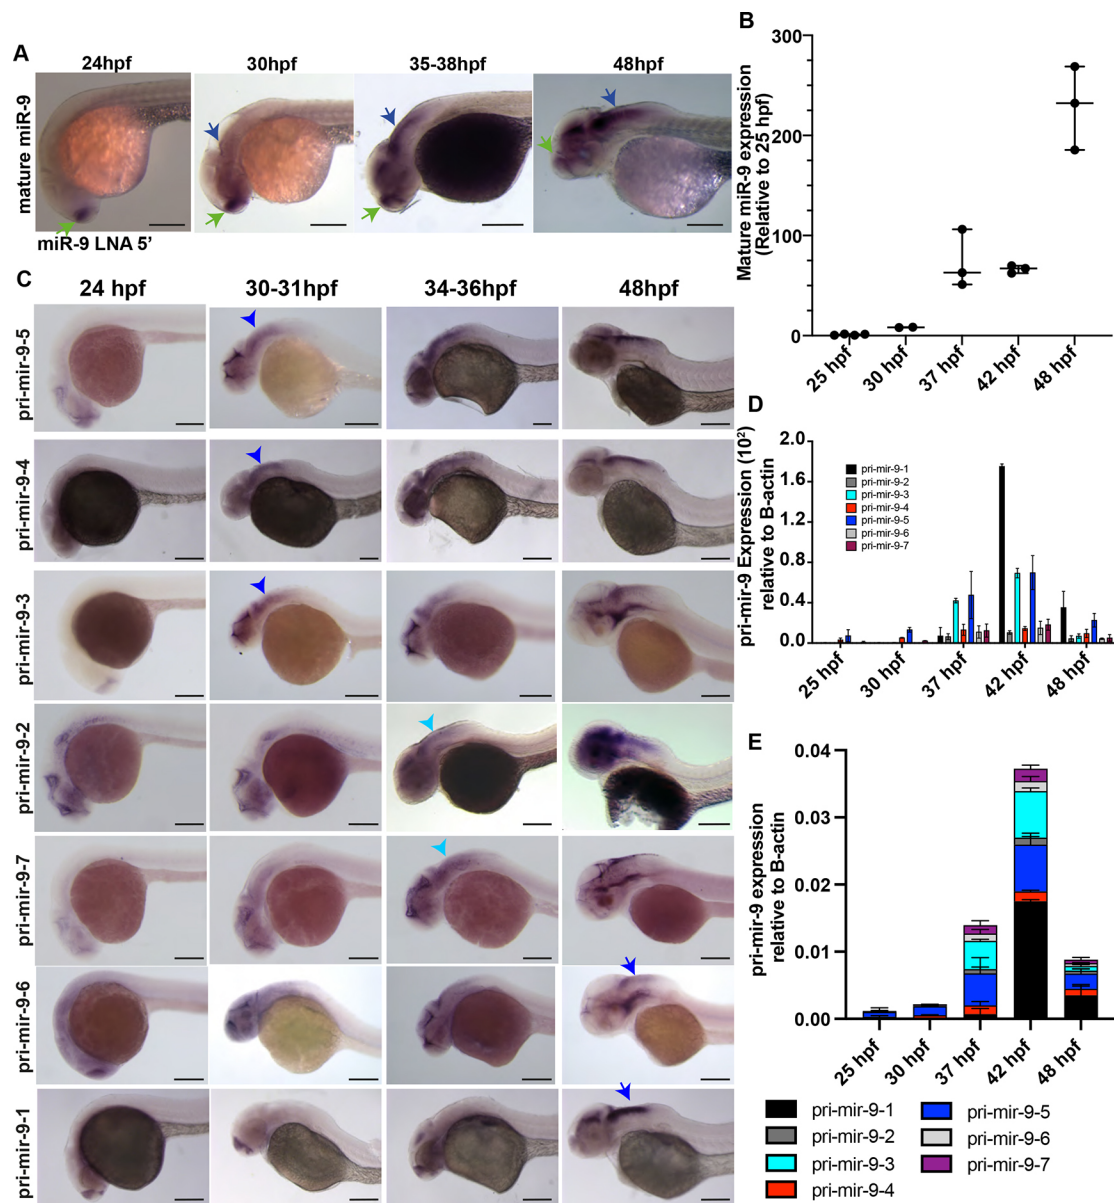 A
24hpf
30hpf
35-38hpf
48hpf
mature miR-9
miR-9 LNA 5’
B
Mature miR-9 expression
(Relative to 25 hpf)
300
200
100
0
25 hpf
30 hpf
37 hpf
42 hpf
48 hpf
C
24 hpf
30-31hpf
34-36hpf
48hpf
pri-mir-9-5
pri-mir-9-4
pri-mir-9-3
pri-mir-9-2
pri-mir-9-7
pri-mir-9-6
pri-mir-9-1
D
pri-mir-9 Expression (10²)
relative to B-actin
2.0
1.6
1.2
0.8
0.4
0.0
pri-mir-9-1
pri-mir-9-2
pri-mir-9-3
pri-mir-9-4
pri-mir-9-5
pri-mir-9-6
pri-mir-9-7
25 hpf
30 hpf
37 hpf
42 hpf
48 hpf
E
pri-mir-9 expression
relative to B-actin
0.04
0.03
0.02
0.01
0.00
25 hpf
30 hpf
37 hpf
42 hpf
48 hpf
pri-mir-9-1
pri-mir-9-2
pri-mir-9-3
pri-mir-9-4
pri-mir-9-5
pri-mir-9-6
pri-mir-9-7